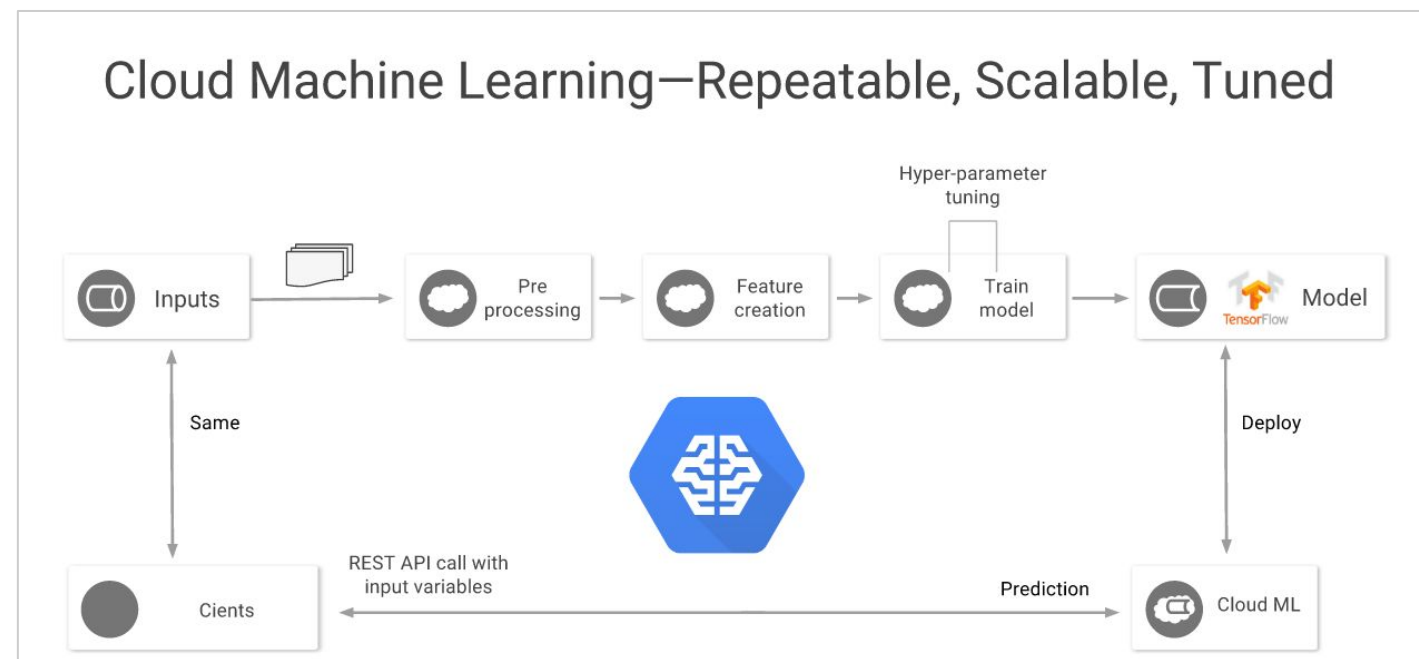 Cloud Machine Learning—Repeatable, Scalable, Tuned
Hyper-parameter
tuning
Inputs
Pre
processing
Feature
creation
Train
model
TensorFlow
Model
Same
Deploy
REST API call with
input variables
Prediction
Cients
Cloud ML